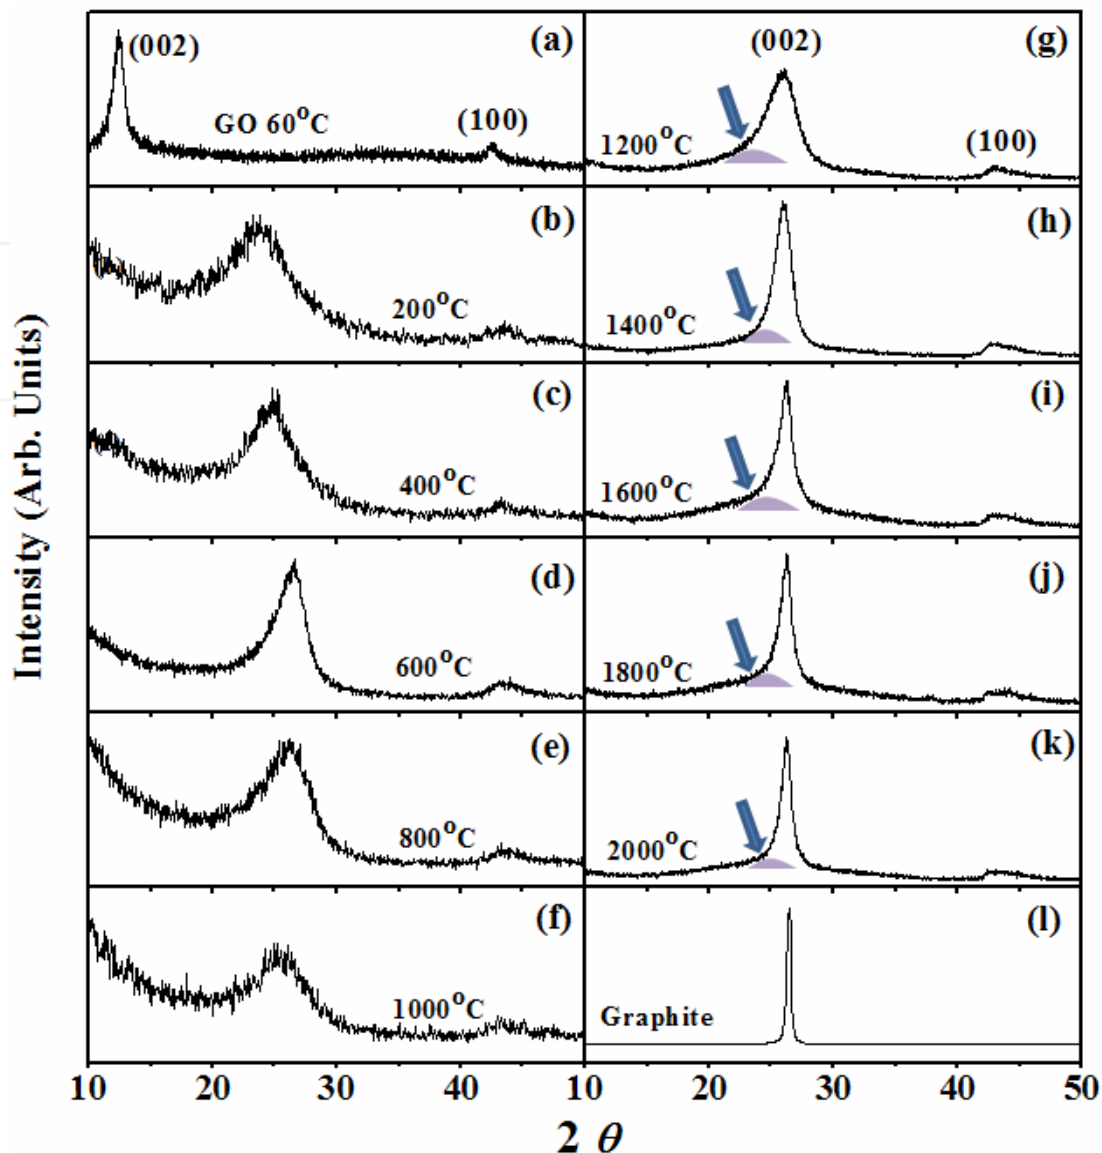 Intensity (Arb. Units)
(a)
(002)
GO 60°C
(100)
(b)
200°C
(c)
400°C
(d)
600°C
(e)
800°C
(f)
1000°C
(g)
(002)
1200°C
(100)
(h)
1400°C
(i)
1600°C
(j)
1800°C
(k)
2000°C
(l)
Graphite
10 20 30 40 10 20 30 40 50
2 θ